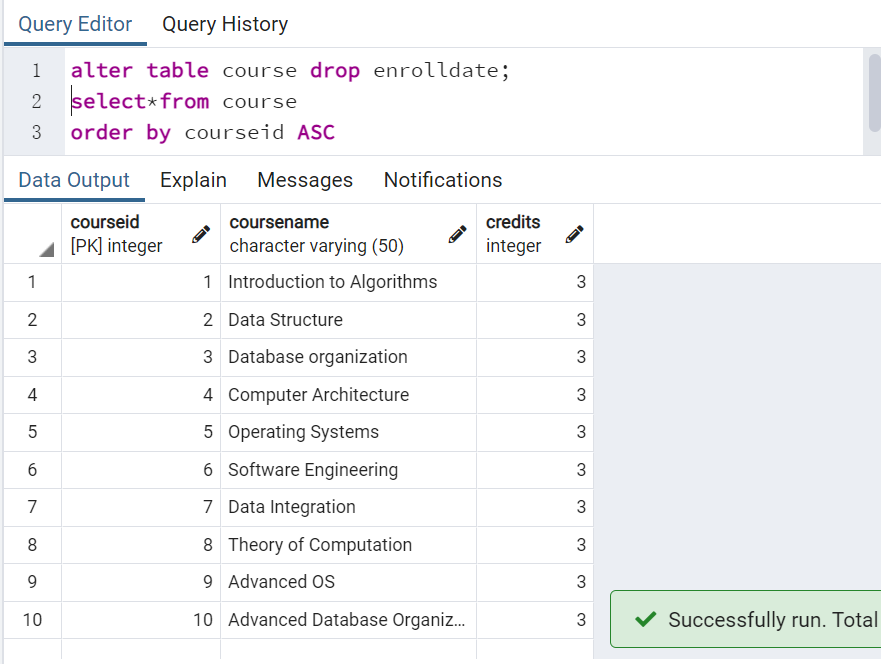 Query Editor Query History
1 alter table course drop enrolldate;
2 select*from course
3 order by courseid ASC
Data Output Explain Messages Notifications
courseid coursename credits
[PK] integer character varying (50) integer
1 1 Introduction to Algorithms 3
2 2 Data Structure 3
3 3 Database organization 3
4 4 Computer Architecture 3
5 5 Operating Systems 3
6 6 Software Engineering 3
7 7 Data Integration 3
8 8 Theory of Computation 3
9 9 Advanced OS 3
10 10 Advanced Database Organiz... 3
Successfully run. Total